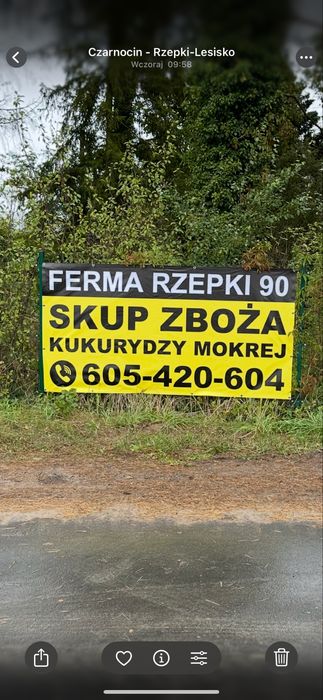 Czarnocin - Rzepki-Lesisko
Wczoraj 09:58
FERMA RZEPKI 90
SKUP ZBOŻA
KUKURYDZY MOKREJ
605-420-604